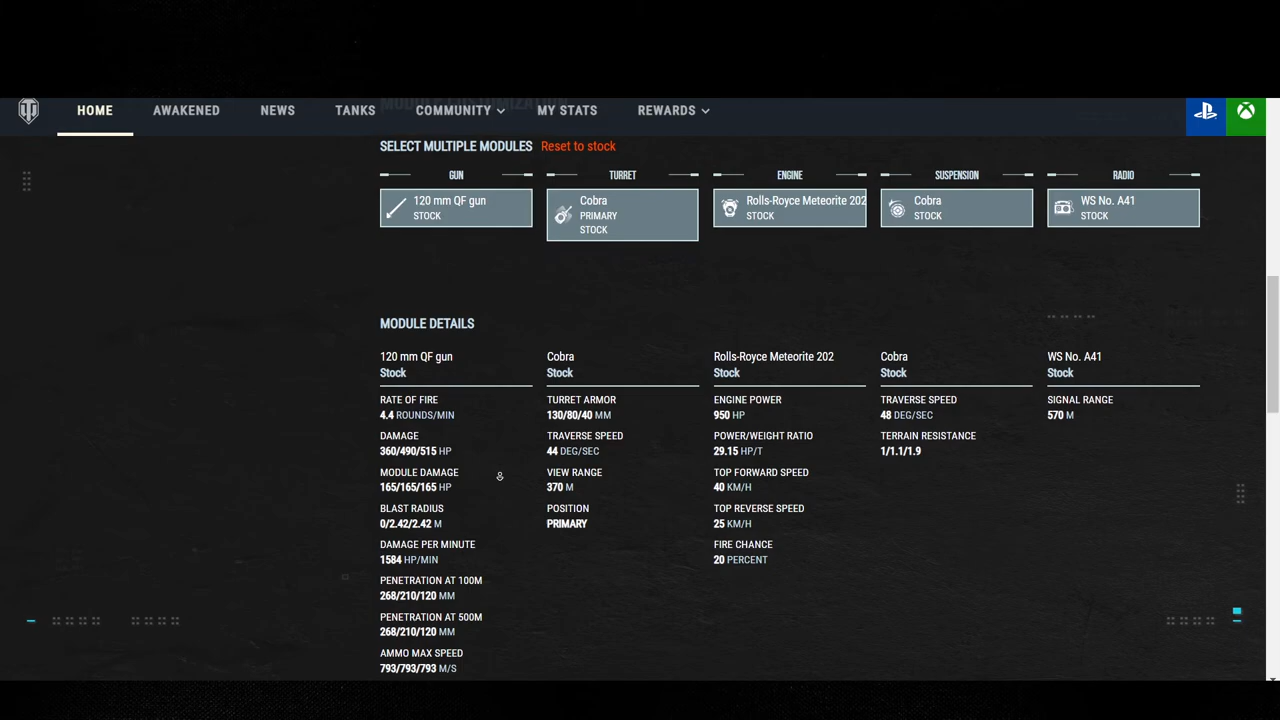 HOME AWAKENED NEWS TANKS COMMUNITY MY STATS REWARDS
MODULE CUSTOMIZATION
SELECT MULTIPLE MODULES Reset to stock
GUN TURRET ENGINE SUSPENSION RADIO
120 mm QF gun Cobra Rolls-Royce Meteorite 202 Cobra WS No. A41
STOCK PRIMARY STOCK STOCK STOCK
STOCK
MODULE DETAILS
120 mm QF gun Cobra Rolls-Royce Meteorite 202 Cobra WS No. A41
Stock Stock Stock Stock Stock
RATE OF FIRE TURRET ARMOR ENGINE POWER TRAVERSE SPEED SIGNAL RANGE
4.4 ROUNDS/MIN 130/80/40 MM 950 HP 48 DEG/SEC 570 M
DAMAGE TRAVERSE SPEED POWER/WEIGHT RATIO TERRAIN RESISTANCE
360/490/515 HP 44 DEG/SEC 29.15 HP/T 1/1.1/1.9
MODULE DAMAGE VIEW RANGE TOP FORWARD SPEED
165/165/165 HP 370 M 40 KM/H
BLAST RADIUS POSITION TOP REVERSE SPEED
0/2.42/2.42 M PRIMARY 25 KM/H
DAMAGE PER MINUTE FIRE CHANCE
1584 HP/MIN 20 PERCENT
PENETRATION AT 100M
268/210/120 MM
PENETRATION AT 500M
268/210/120 MM
AMMO MAX SPEED
793/793/793 M/S